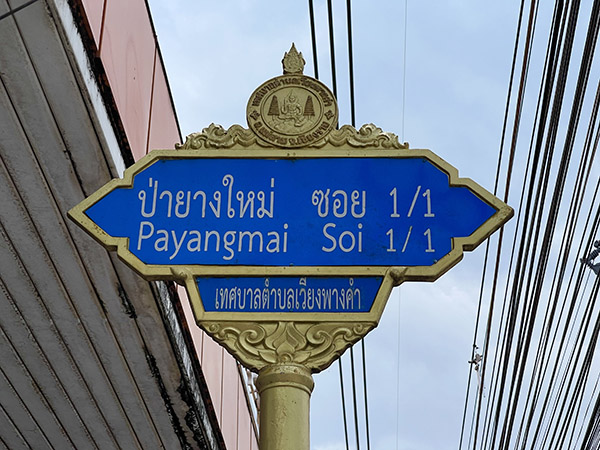 ป่ายางใหม่ ซอย 1/1
Payangmai Soi 1/1
เทศบาลตำบลเวียงพางคำ